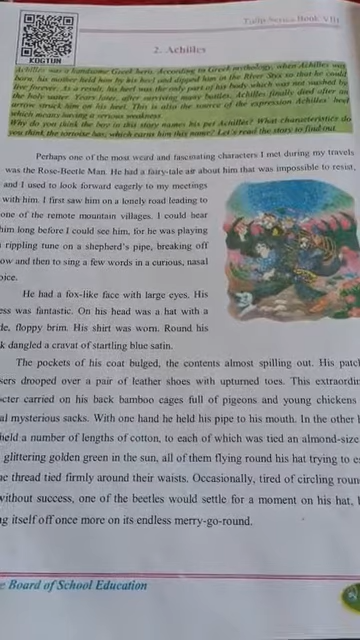 Tulip Series Book VIII
KOGTUN
2. Achilles
Achilles was a handsome Greek hero. According to Greek mythology, when Achilles was
born, his mother held him by his heel and dipped him in the River Styx so that he could
live forever. As a result, his heel was the only part of his body which was not washed by
the holy water. Years later, after surviving many battles, Achilles finally died after an
arrow struck him on his heel. This is also the source of the expression Achilles' heel
which means having a serious weakness.
Why do you think the boy in this story names his pet Achilles? What characteristics do
you think the tortoise has, which earns him this name? Let's read the story to find out.
Perhaps one of the most weird and fascinating characters I met during my travels
was the Rose-Beetle Man. He had a fairy-tale air about him that was impossible to resist,
and I used to look forward eagerly to my meetings
with him. I first saw him on a lonely road leading to
one of the remote mountain villages. I could hear
him long before I could see him, for he was playing
rippling tune on a shepherd's pipe, breaking off
ow and then to sing a few words in a curious, nasal
oice.
He had a fox-like face with large eyes. His
ess was fantastic. On his head was a hat with a
de, floppy brim. His shirt was worn. Round his
k dangled a cravat of startling blue satin.
The pockets of his coat bulged, the contents almost spilling out. His patch
sers drooped over a pair of leather shoes with upturned toes. This extraordin
cter carried on his back bamboo cages full of pigeons and young chickens
al mysterious sacks. With one hand he held his pipe to his mouth. In the other h
held a number of lengths of cotton, to each of which was tied an almond-size
glittering golden green in the sun, all of them flying round his hat trying to e
e thread tied firmly around their waists. Occasionally, tired of circling roun
without success, one of the beetles would settle for a moment on his hat, b
ng itself off once more on its endless merry-go-round.
e Board of School Education